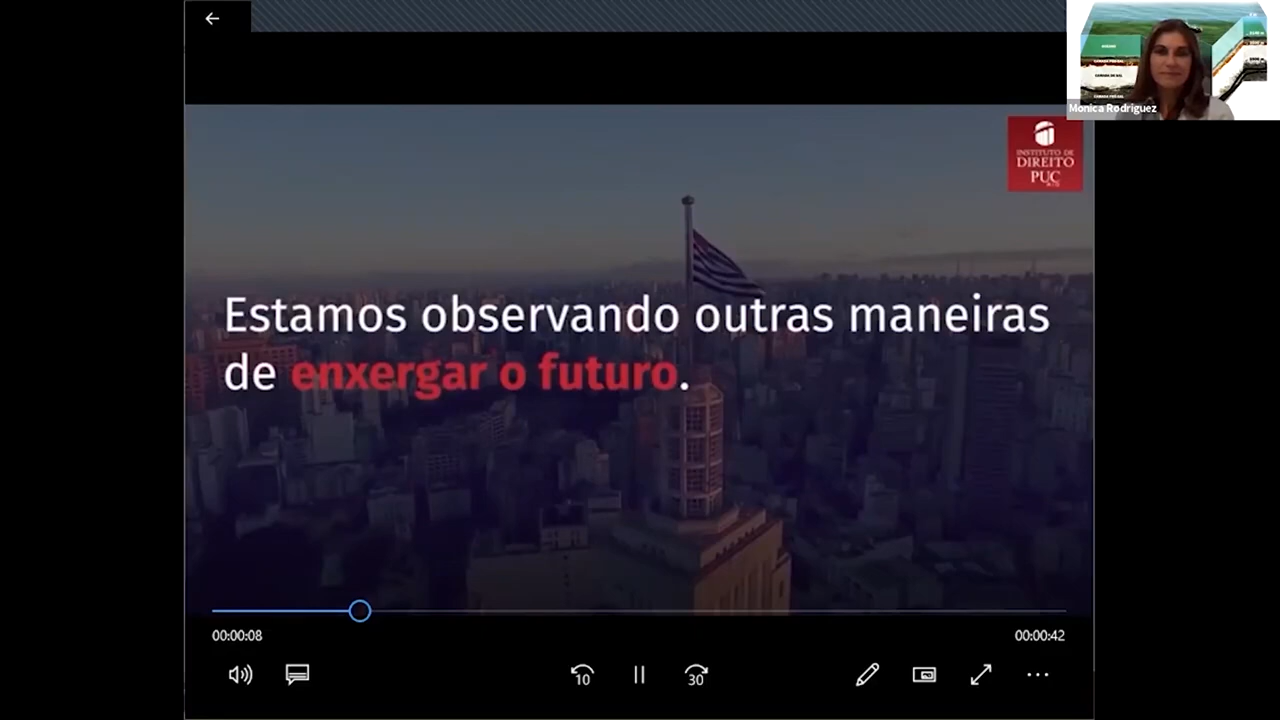 Monica Rodriguez
INSTITUTO DE
DIREITO
PUC
Estamos observando outras maneiras
de enxergar o futuro.
00:00:08
00:00:42
10
30